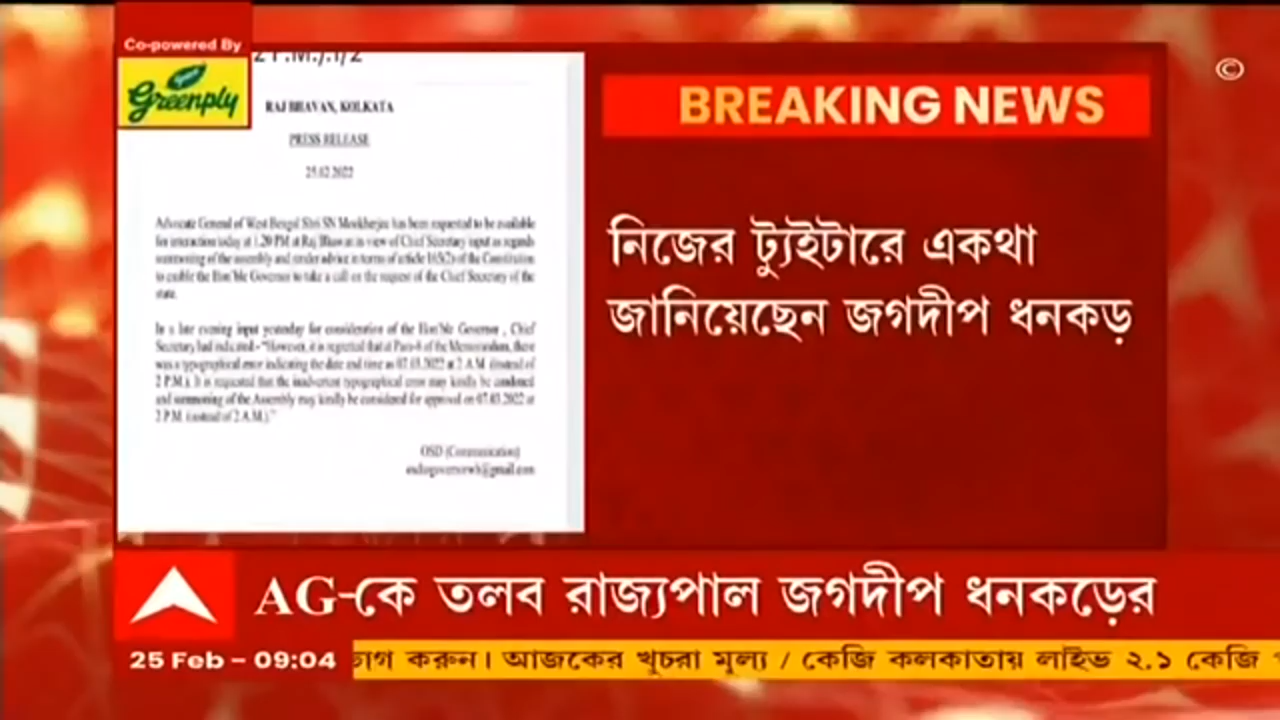 Co-powered By
Greenply
RAJ BHAVAN, KOLKATA
PRESS RELEASE
25.02.2022
Advocate General of West Bengal Shri SN Mookherjee has been requested to be available
for interaction today at 1.20 PM at Raj Bhawan in view of Chief Secretary input as regards
summoning of the assembly and render advice in terms of article 165(2) of the Constitution
to enable the Hon'ble Governor to take a call on the request of the Chief Secretary of the
state.
In a late evening input yesterday for consideration of the Hon'ble Governor , Chief
Secretary had indicated - "However, it is regretted that at Para-6 of the Memorandum, there
was a typographical error indicating the date and time as 07.03.2022 at 2 A.M. (instead of
2 P.M.). It is requested that the inadvertent typographical error may kindly be condoned
and summoning of the Assembly may kindly be considered for approval on 07.03.2022 at
2 P.M. (instead of 2 A.M.)."
OSD (Communication)
©
BREAKING NEWS
নিজের ট্যুইটারে একথা
জানিয়েছেন জগদীপ ধনকড়
AG-কে তলব রাজ্যপাল জগদীপ ধনকড়ের
25 Feb – 09:04
করুন। আজকের খুচরা মূল্য / কেজি কলকাতায় লাইভ ২.১ কেজি